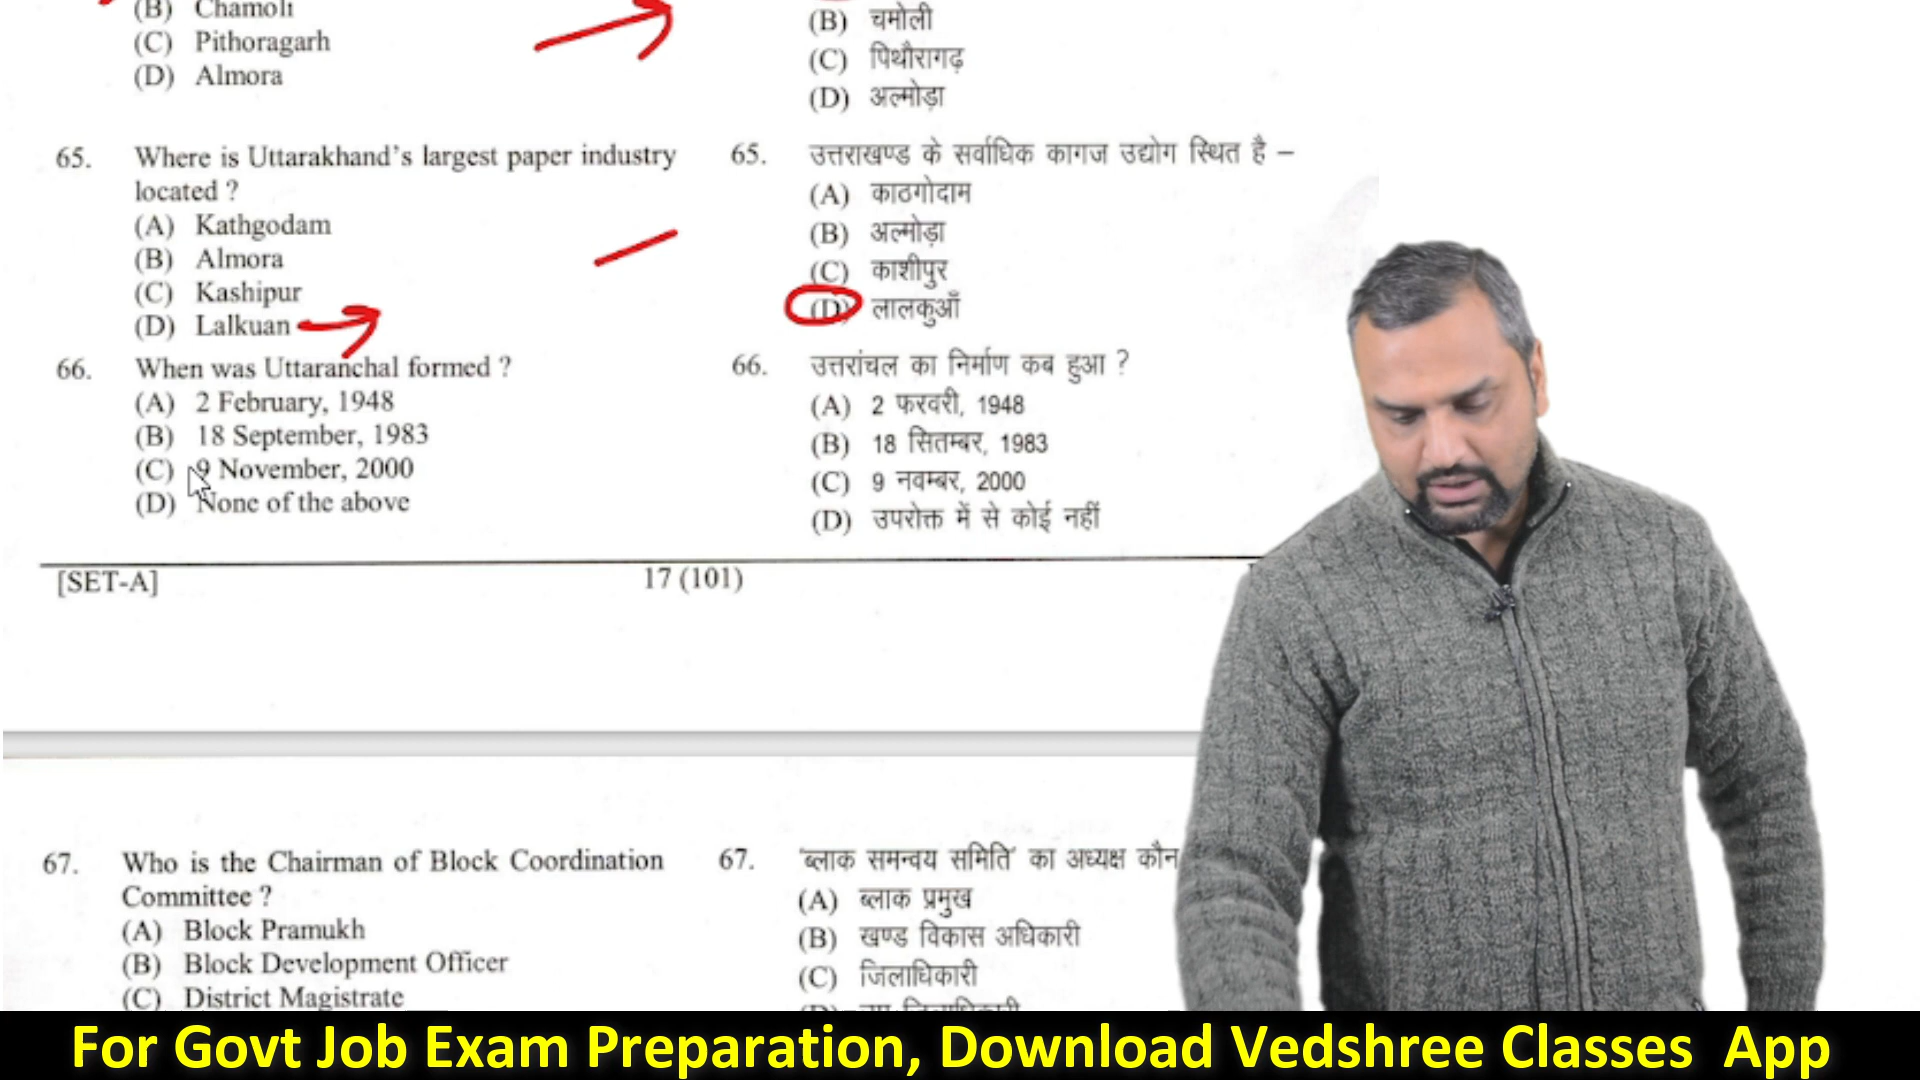 (B) Chamoli
(C) Pithoragarh
(D) Almora
65. Where is Uttarakhand's largest paper industry
located ?
(A) Kathgodam
(B) Almora
(C) Kashipur
(D) Lalkuan
66. When was Uttaranchal formed ?
(A) 2 February, 1948
(B) 18 September, 1983
(C) 9 November, 2000
(D) None of the above
(B) चमोली
(C) पिथौरागढ़
(D) अल्मोड़ा
65. उत्तराखण्ड के सर्वाधिक कागज उद्योग स्थित है –
(A) काठगोदाम
(B) अल्मोड़ा
(C) काशीपुर
(D) लालकुआँ
66. उत्तरांचल का निर्माण कब हुआ ?
(A) 2 फरवरी, 1948
(B) 18 सितम्बर, 1983
(C) 9 नवम्बर, 2000
(D) उपरोक्त में से कोई नहीं
[SET-A] 17 (101)
67. Who is the Chairman of Block Coordination
Committee ?
(A) Block Pramukh
(B) Block Development Officer
(C) District Magistrate
67. 'ब्लाक समन्वय समिति' का अध्यक्ष कौन
(A) ब्लाक प्रमुख
(B) खण्ड विकास अधिकारी
(C) जिलाधिकारी
For Govt Job Exam Preparation, Download Vedshree Classes App